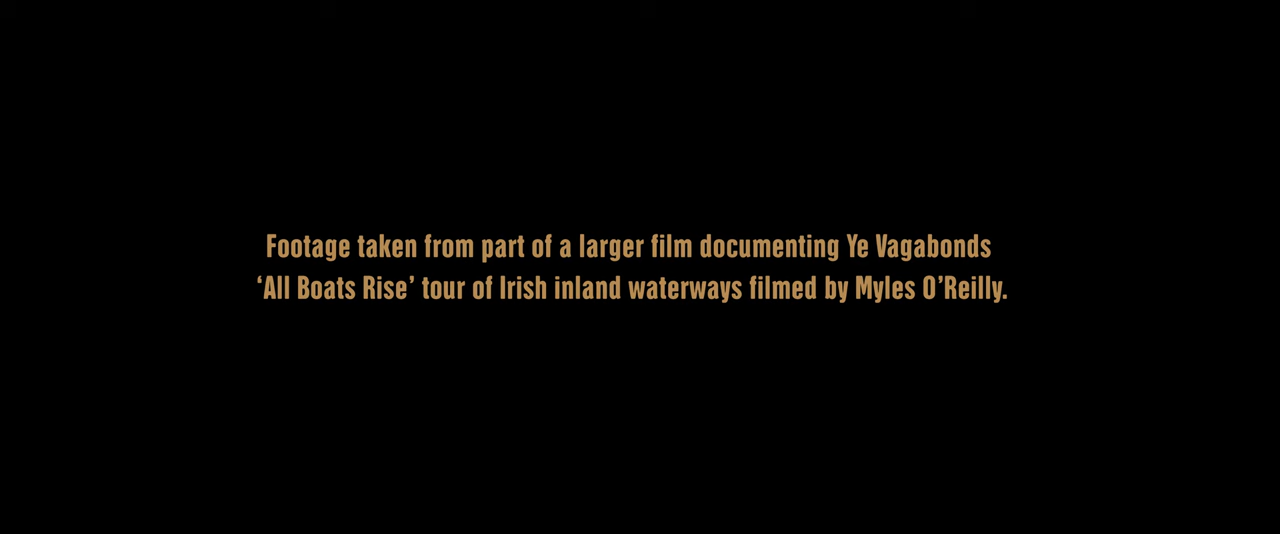 Footage taken from part of a larger film documenting Ye Vagabonds
‘All Boats Rise’ tour of Irish inland waterways filmed by Myles O’Reilly.